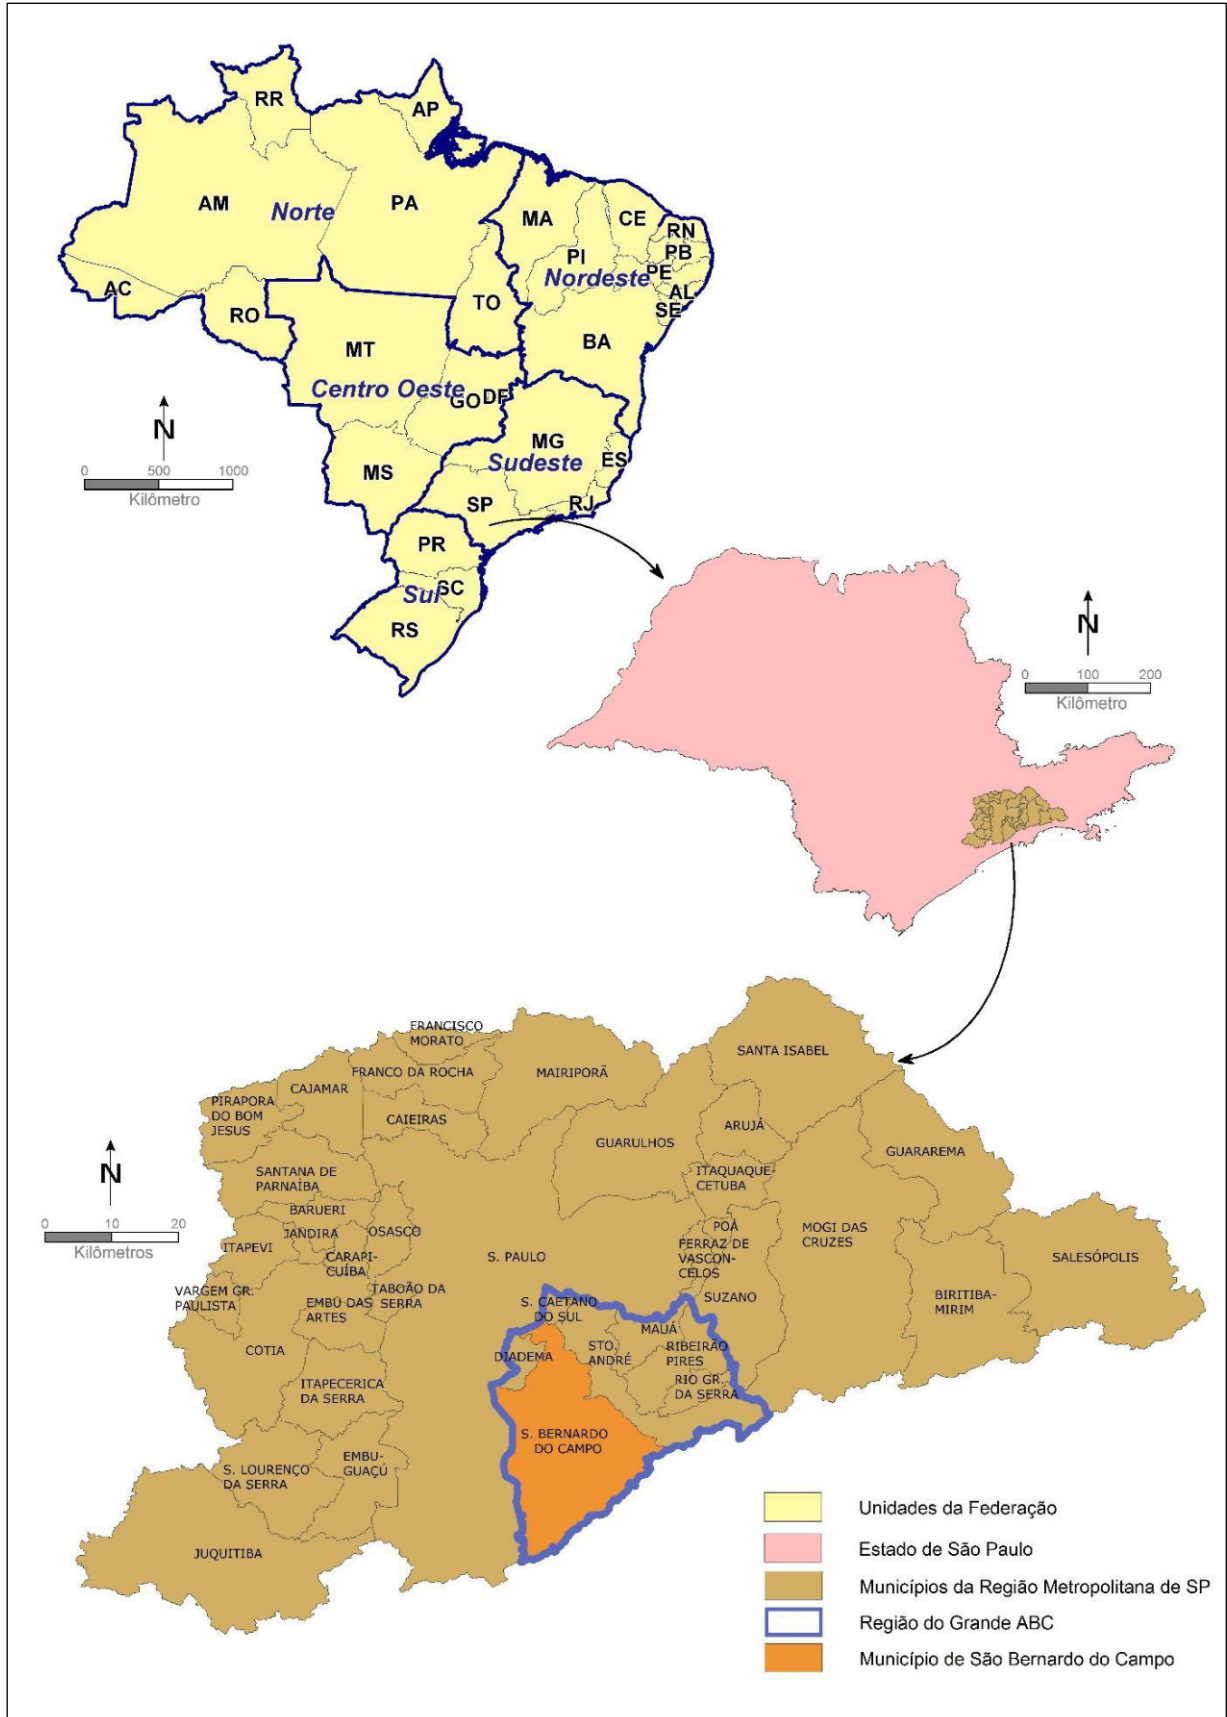 RR
AP
AM
PA
Norte
MA
CE
RN
PI
PB
Nordeste
PE
AC
TO
AL
SE
RO
MT
BA
Centro Oeste
GO
DF
N
MG
Sudeste
ES
0 500 1000
Kilômetro
MS
SP
RJ
PR
SC
Sul
RS
N
0 100 200
Kilômetro
FRANCISCO
MORATO
SANTA ISABEL
FRANCO DA ROCHA
MAIRIPORÃ
CAJAMAR
PIRAPORA
DO BOM
JESUS
CAIEIRAS
ARUJÁ
GUARULHOS
GUARAREMA
N
SANTANA DE
PARNAÍBA
ITAQUAQUE-
CETUBA
BARUERI
0 10 20
Kilômetros
JANDIRA
OSASCO
POÁ
MOGI DAS
CRUZES
ITAPEVI
CARAPI-
CUÍBA
S. PAULO
FERRAZ DE
VASCON-
CELOS
SALESÓPOLIS
VARGEM GR.
PAULISTA
TABOÃO DA
SERRA
EMBÚ DAS
ARTES
SUZANO
BIRITIBA-
MIRIM
S. CAETANO
DO SUL
MAUÁ
COTIA
DIADEMA
STO.
ANDRÉ
RIBEIRÃO
PIRES
ITAPECERICA
DA SERRA
RIO GR.
DA SERRA
S. BERNARDO
DO CAMPO
EMBU-
GUAÇÚ
S. LOURENÇO
DA SERRA
JUQUITIBA
Unidades da Federação
Estado de São Paulo
Municípios da Região Metropolitana de SP
Região do Grande ABC
Município de São Bernardo do Campo